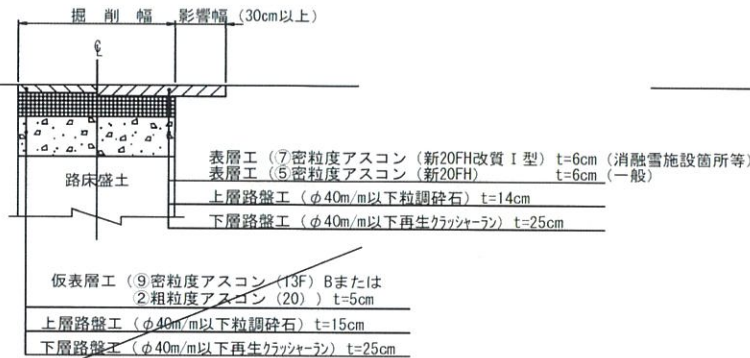 掘 削 幅 影響幅 (30cm以上)
℄
路床盛土
表層工 (⑦密粒度アスコン (新20FH改質Ⅰ型) t=6cm (消融雪施設箇所等)
表層工 (⑤密粒度アスコン (新20FH) t=6cm (一般)
上層路盤工 (φ40m/m以下粒調砕石) t=14cm
下層路盤工 (φ40m/m以下再生クラッシャーラン) t=25cm
仮表層工 (⑨密粒度アスコン (13F) Bまたは
②粗粒度アスコン (20) ) t=5cm
上層路盤工 (φ40m/m以下粒調砕石) t=15cm
下層路盤工 (φ40m/m以下再生クラッシャーラン) t=25cm